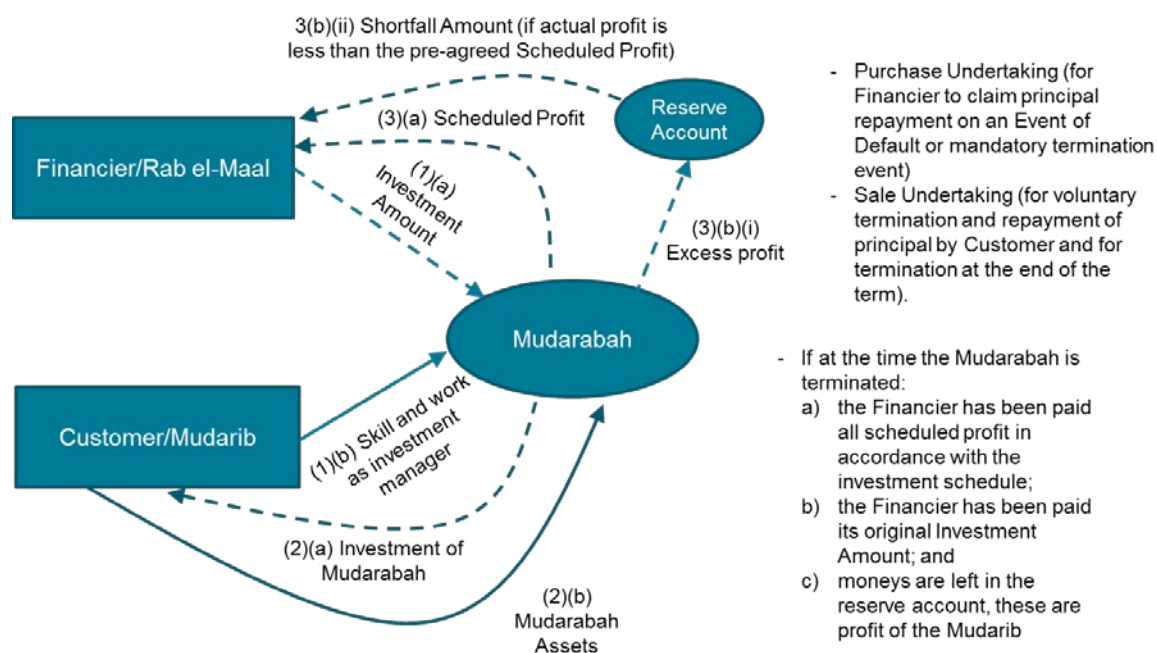 3(b)(ii) Shortfall Amount (if actual profit is
less than the pre-agreed Scheduled Profit)
Reserve
Account
(3)(a) Scheduled Profit
Financier/Rab el-Maal
(1)(a)
Investment
Amount
(3)(b)(i)
Excess profit
Mudarabah
Customer/Mudarib
(1)(b) Skill and work
as investment
manager
(2)(a) Investment of
Mudarabah
(2)(b)
Mudarabah
Assets
- Purchase Undertaking (for
Financier to claim principal
repayment on an Event of
Default or mandatory termination
event)
- Sale Undertaking (for voluntary
termination and repayment of
principal by Customer and for
termination at the end of the
term).
- If at the time the Mudarabah is
terminated:
a) the Financier has been paid
all scheduled profit in
accordance with the
investment schedule;
b) the Financier has been paid
its original Investment
Amount; and
c) moneys are left in the
reserve account, these are
profit of the Mudarib